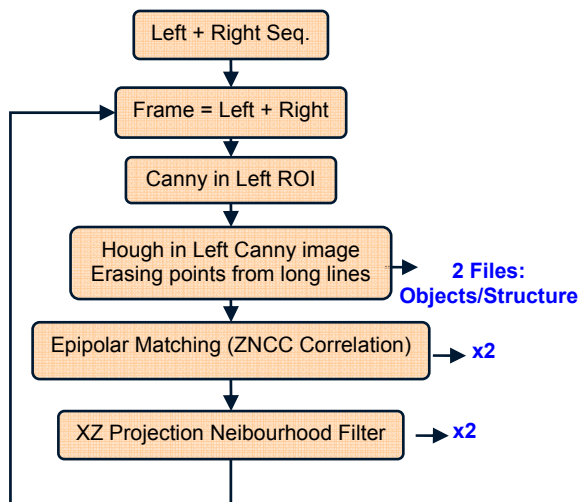 Left + Right Seq.
Frame = Left + Right
Canny in Left ROI
Hough in Left Canny image
Erasing points from long lines
2 Files:
Objects/Structure
Epipolar Matching (ZNCC Correlation)
x2
XZ Projection Neibourhood Filter
x2